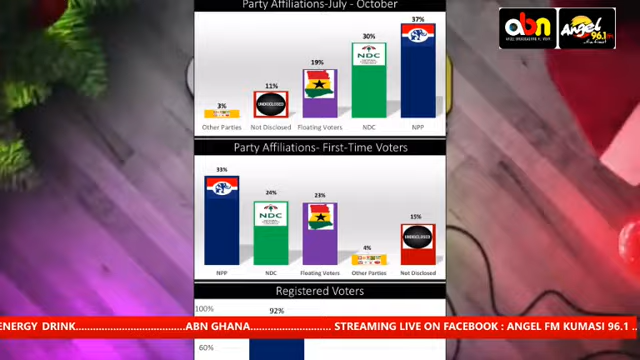 Party Affiliations-July - October
37%
30%
19%
11%
3%
NDC
UNDISCLOSED
Other Parties Not Disclosed Floating Voters NDC NPP
abn
Angel
96.1 FM
Party Affiliations- First-Time Voters
33%
24%
23%
15%
4%
NDC
UNDISCLOSED
NPP NDC Floating Voters Other Parties Not Disclosed
Registered Voters
100%
92%
ENERGY DRINK...............................ABN GHANA............................. STREAMING LIVE ON FACEBOOK : ANGEL FM KUMASI 96.1 ..
60%